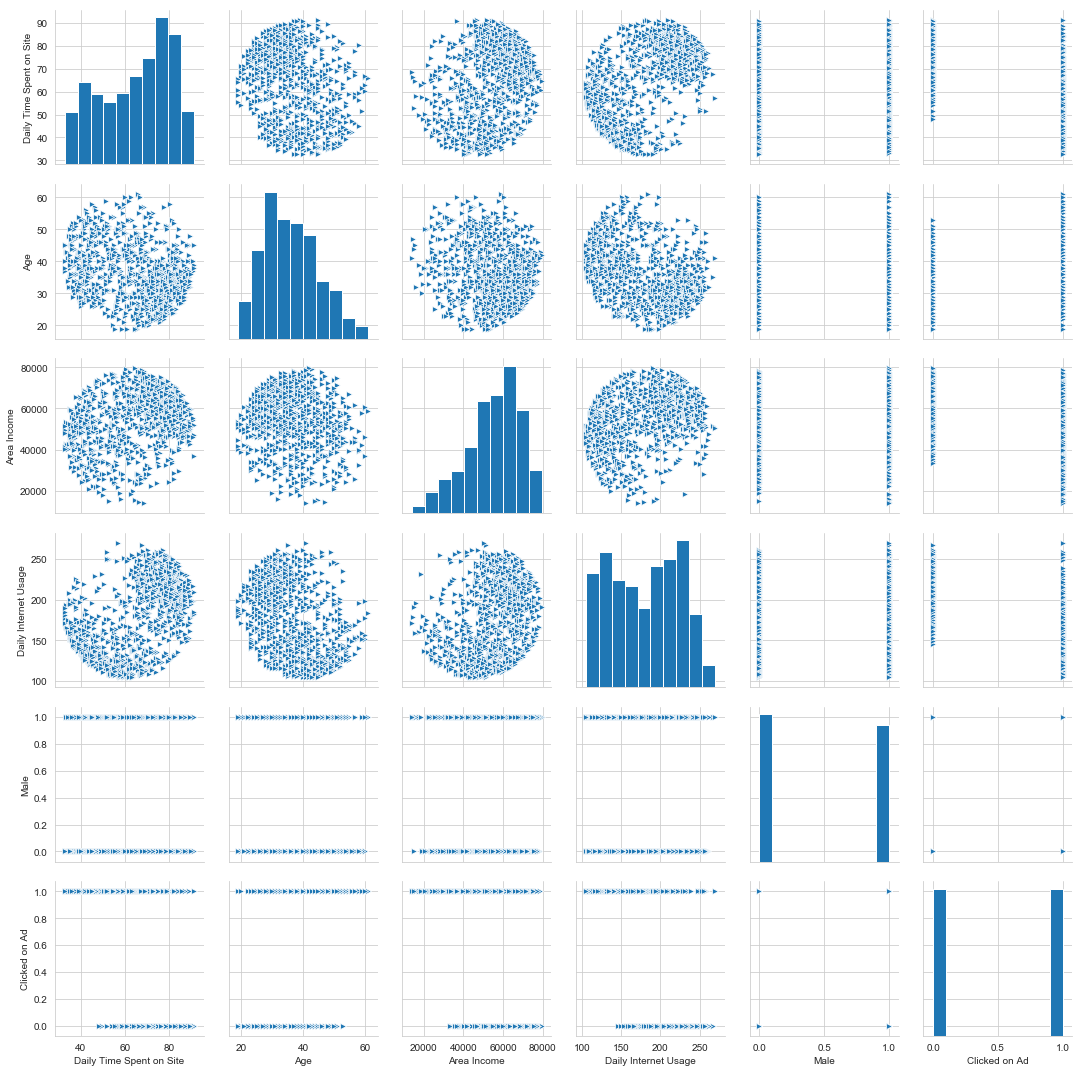 90
80
70
60
50
40
30
Daily Time Spent on Site
60
50
40
30
20
Age
80000
60000
40000
20000
Area Income
250
200
150
100
Daily Internet Usage
1.0
0.8
0.6
0.4
0.2
0.0
Male
1.0
0.8
0.6
0.4
0.2
0.0
Clicked on Ad
40 60 80
Daily Time Spent on Site
20 40 60
Age
20000 40000 60000 80000
Area Income
100 150 200 250
Daily Internet Usage
0.0 0.5 1.0
Male
0.0 0.5 1.0
Clicked on Ad